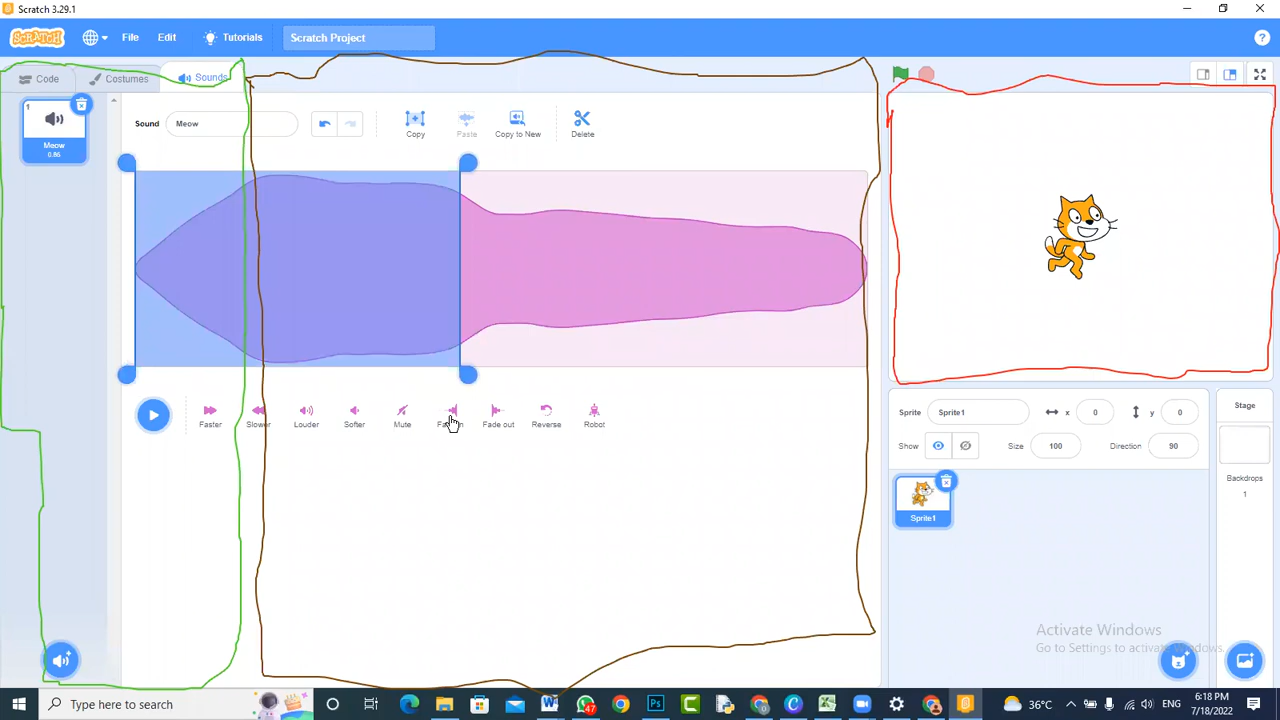 Scratch 3.29.1
SCRATCH File Edit Tutorials Scratch Project ?
Code Costumes Sounds
1
Meow
0.86
Sound Meow Copy Paste Copy to New Delete
Faster Slower Louder Softer Mute Fade out Reverse Robot
Sprite Sprite1 x 0 y 0
Show Size 100 Direction 90
Sprite1
Stage
Backdrops
1
Activate Windows
Go to Settings to activate Windows.
Type here to search
47
36°C
ENG
6:18 PM
7/18/2022